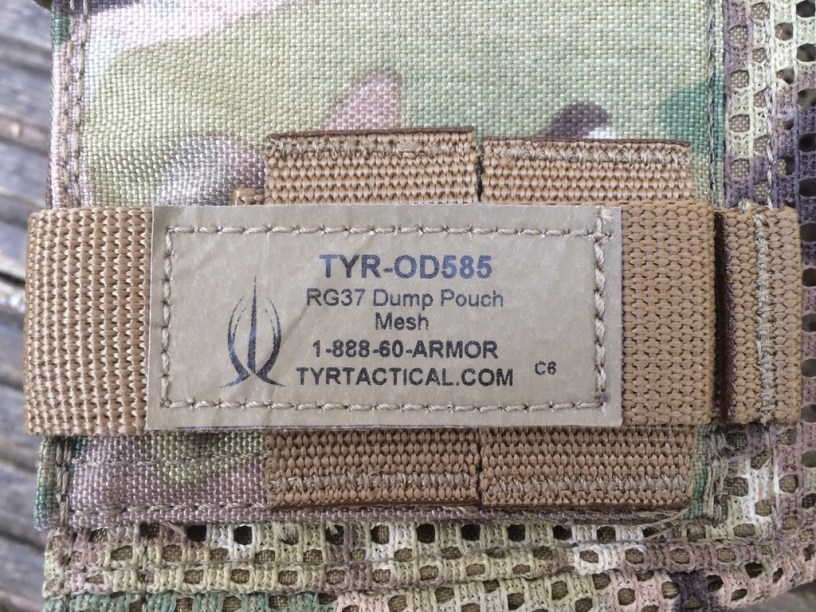 TYR-OD585
RG37 Dump Pouch
Mesh
1-888-60-ARMOR
TYRTACTICAL.COM
C6